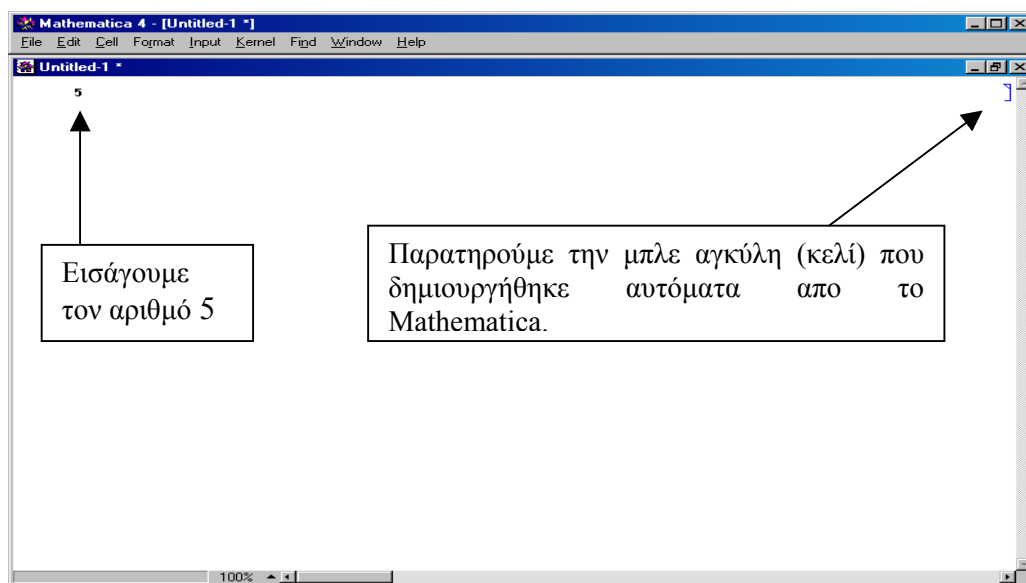 Mathematica 4 - [Untitled-1 *]
File Edit Cell Format Input Kernel Find Window Help
Untitled-1 *
5
Εισάγουμε
τον αριθμό 5
Παρατηρούμε την μπλε αγκύλη (κελί) που
δημιουργήθηκε αυτόματα απο το
Mathematica.
100%